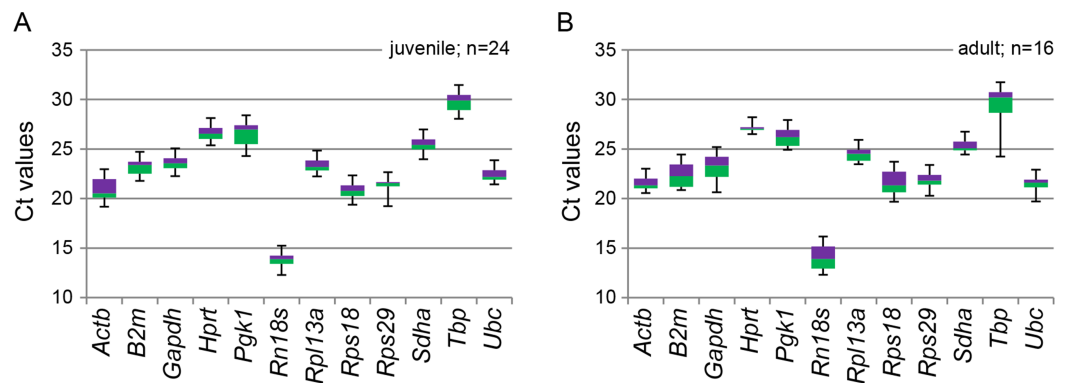 A
juvenile; n=24
Ct values
35
30
25
20
15
10
Actb
B2m
Gapdh
Hprt
Pgk1
Rn18s
Rpl13a
Rps18
Rps29
Sdha
Tbp
Ubc
B
adult; n=16
Ct values
35
30
25
20
15
10
Actb
B2m
Gapdh
Hprt
Pgk1
Rn18s
Rpl13a
Rps18
Rps29
Sdha
Tbp
Ubc